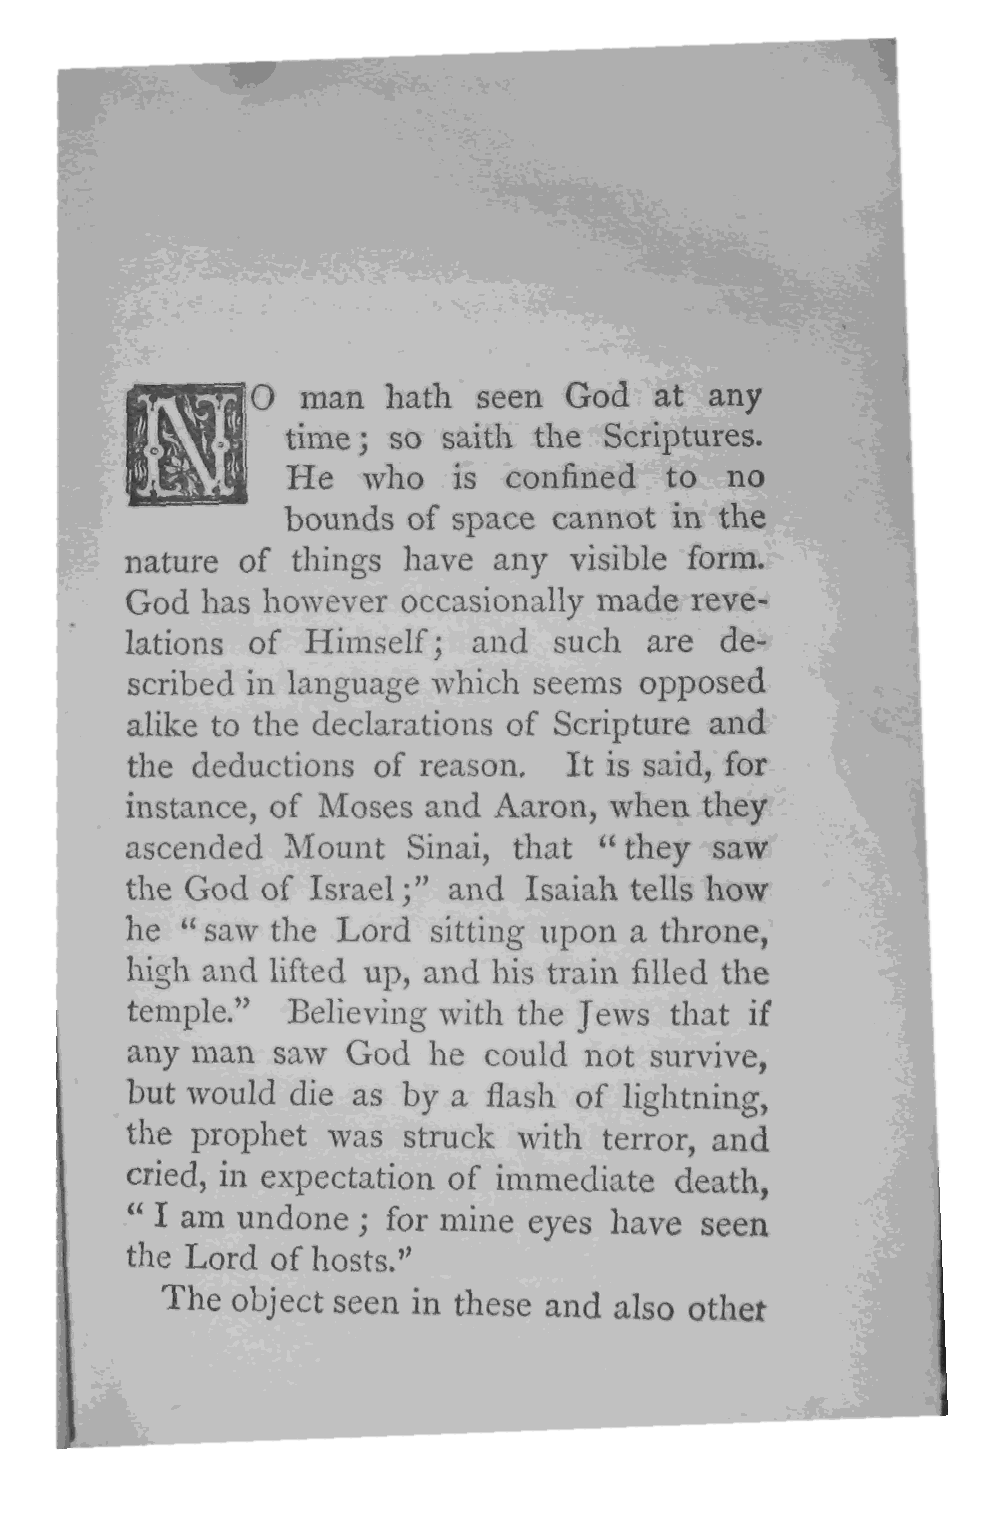 NO man hath seen God at any
time; so saith the Scriptures.
He who is confined to no
bounds of space cannot in the
nature of things have any visible form.
God has however occasionally made reve-
lations of Himself; and such are de-
scribed in language which seems opposed
alike to the declarations of Scripture and
the deductions of reason. It is said, for
instance, of Moses and Aaron, when they
ascended Mount Sinai, that “they saw
the God of Israel;” and Isaiah tells how
he “saw the Lord sitting upon a throne,
high and lifted up, and his train filled the
temple.” Believing with the Jews that if
any man saw God he could not survive,
but would die as by a flash of lightning,
the prophet was struck with terror, and
cried, in expectation of immediate death,
“I am undone; for mine eyes have seen
the Lord of hosts.”
The object seen in these and also other